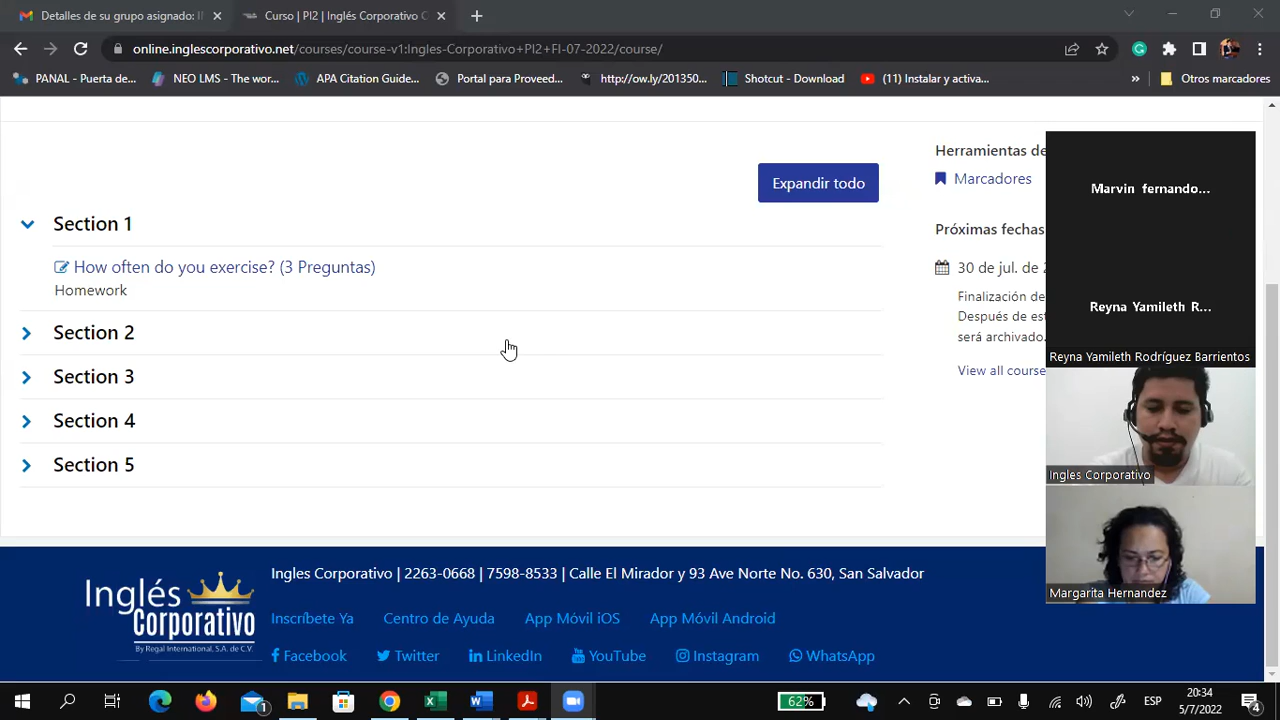 Detalles de su grupo asignado: I
Curso | PI2 | Inglés Corporativo C
online.inglescorporativo.net/courses/course-v1:Ingles-Corporativo+PI2+FI-07-2022/course/
PANAL - Puerta de...
NEO LMS - The wor...
APA Citation Guide...
Portal para Proveed...
http://ow.ly/201350...
Shotcut - Download
(11) Instalar y activa...
»
Otros marcadores
Expandir todo
Section 1
How often do you exercise? (3 Preguntas)
Homework
Section 2
Section 3
Section 4
Section 5
Herramientas de
Marcadores
Próximas fechas
30 de jul. de 2
Finalización de
Después de est
será archivado.
View all course
Marvin fernando...
Reyna Yamileth R...
Reyna Yamileth Rodríguez Barrientos
Ingles Corporativo
Margarita Hernandez
Inglés
Corporativo
By Regal International, S.A. de C.V.
Ingles Corporativo | 2263-0668 | 7598-8533 | Calle El Mirador y 93 Ave Norte No. 630, San Salvador
Inscríbete Ya
Centro de Ayuda
App Móvil iOS
App Móvil Android
Facebook
Twitter
LinkedIn
YouTube
Instagram
WhatsApp
1
62%
ESP
20:34
5/7/2022
4